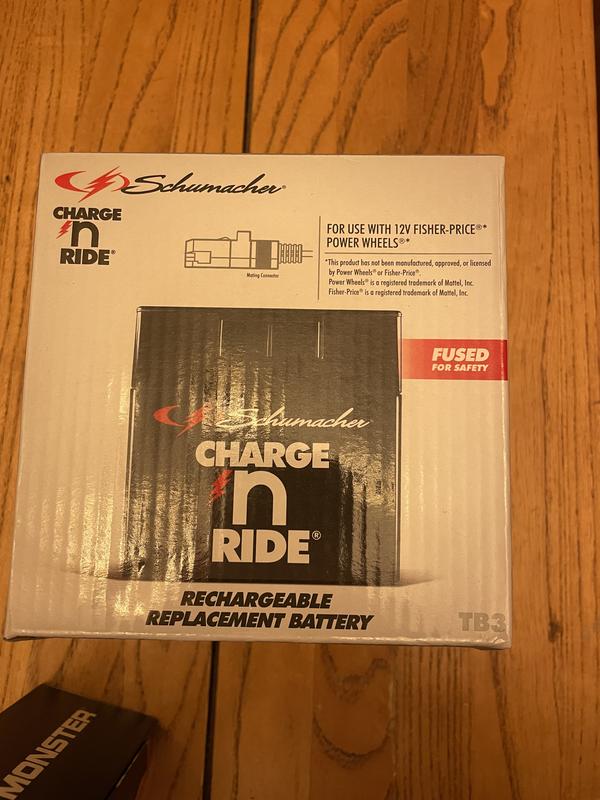 Schumacher®
CHARGE
'n
RIDE®
Mating Connector
FOR USE WITH 12V FISHER-PRICE®*
POWER WHEELS®*
*This product has not been manufactured, approved, or licensed
by Power Wheels® or Fisher-Price®.
Power Wheels® is a registered trademark of Mattel, Inc.
Fisher-Price® is a registered trademark of Mattel, Inc.
FUSED
FOR SAFETY
Schumacher
CHARGE
'n
RIDE®
RECHARGEABLE
REPLACEMENT BATTERY
TB3
MONSTER